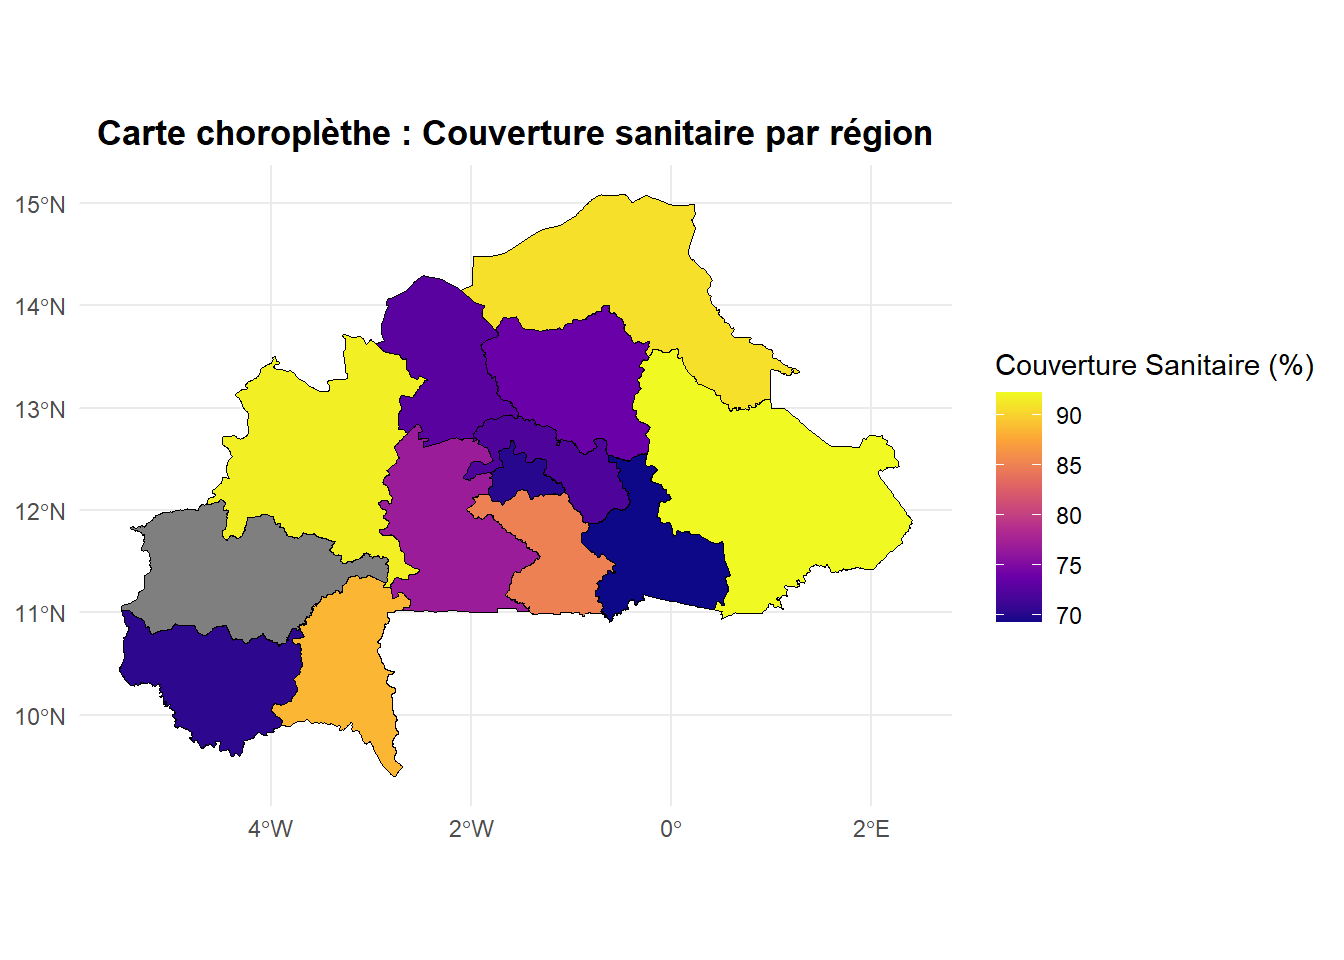 Carte choroplèthe : Couverture sanitaire par région
15°N
14°N
13°N
12°N
11°N
10°N
4°W
2°W
0°
2°E
Couverture Sanitaire (%)
90
85
80
75
70